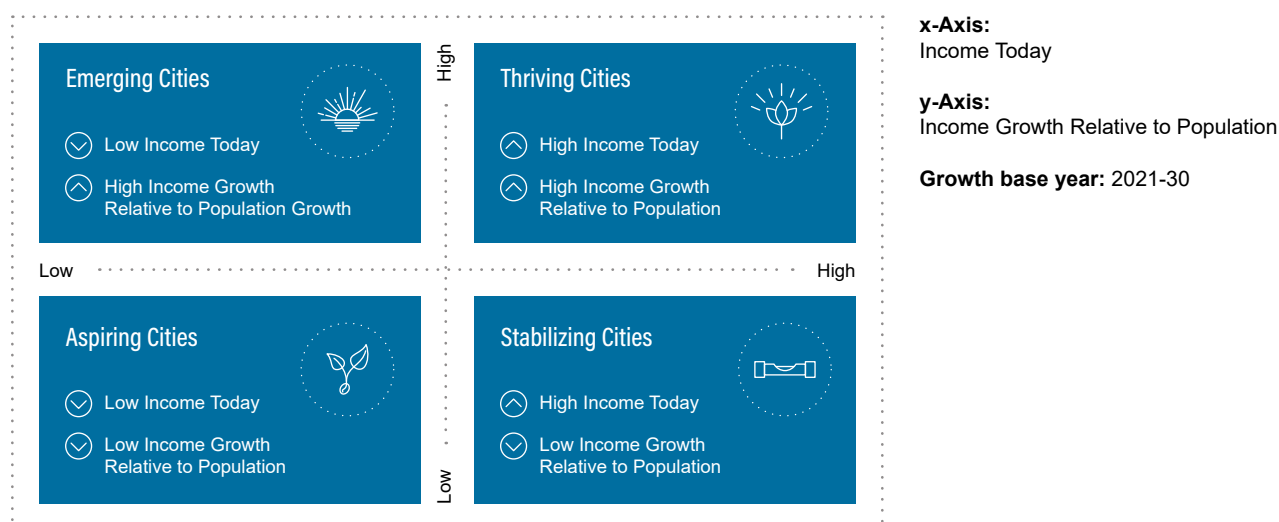 Emerging Cities
Low Income Today
High Income Growth
Relative to Population Growth
High
Thriving Cities
High Income Today
High Income Growth
Relative to Population
Low
High
Aspiring Cities
Low Income Today
Low Income Growth
Relative to Population
Low
Stabilizing Cities
High Income Today
Low Income Growth
Relative to Population
x-Axis:
Income Today
y-Axis:
Income Growth Relative to Population
Growth base year: 2021-30